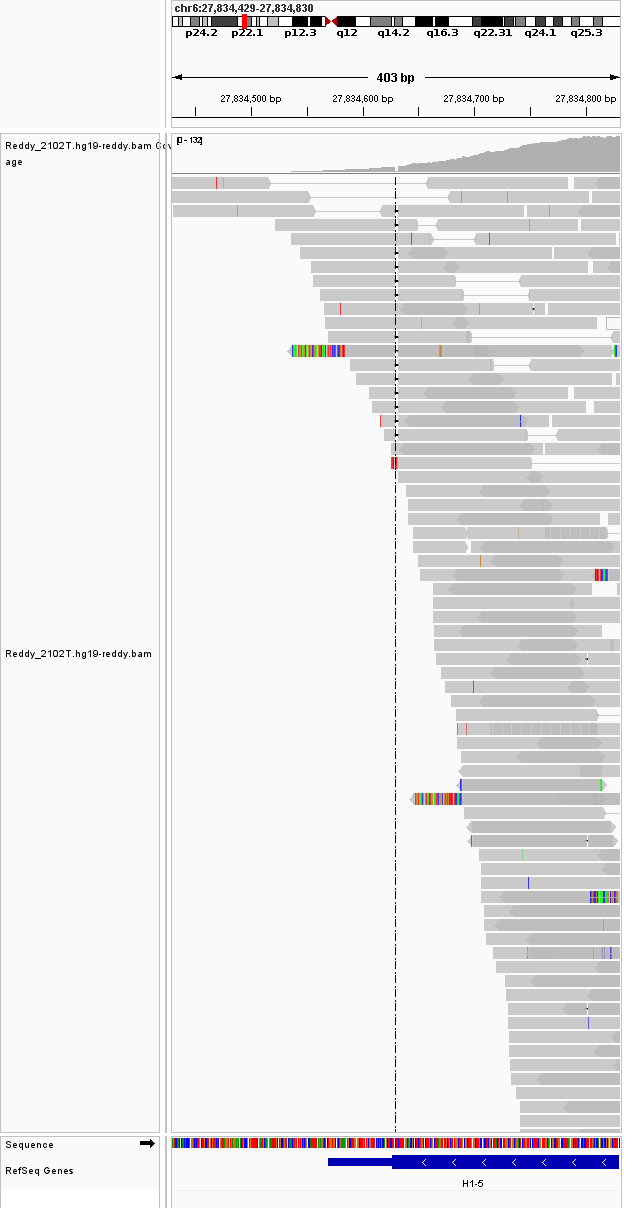 chr6:27,834,429-27,834,830
p24.2 p22.1 p12.3 q12 q14.2 q16.3 q22.31 q24.1 q25.3
403 bp
27,834,500 bp 27,834,600 bp 27,834,700 bp 27,834,800 bp
[0 - 132]
Reddy_2102T.hg19-reddy.bam Cov
age
Reddy_2102T.hg19-reddy.bam
Sequence
RefSeq Genes
H1-5